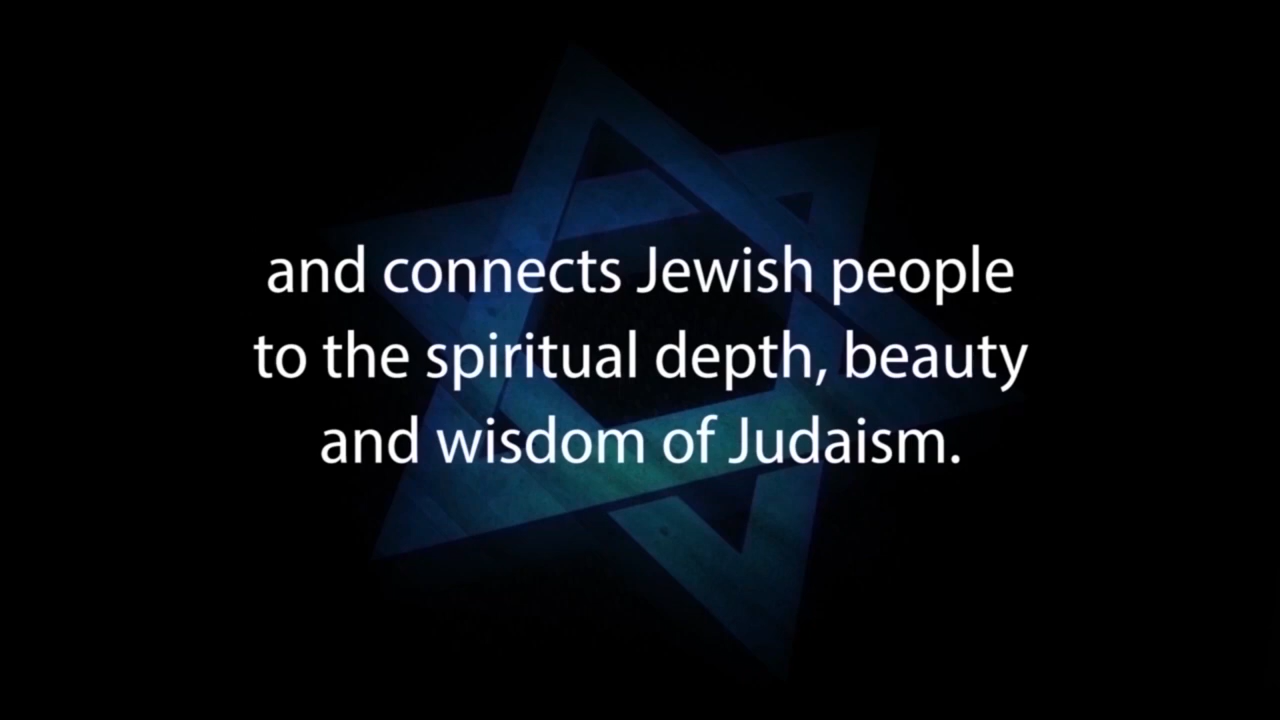 and connects Jewish people
to the spiritual depth, beauty
and wisdom of Judaism.